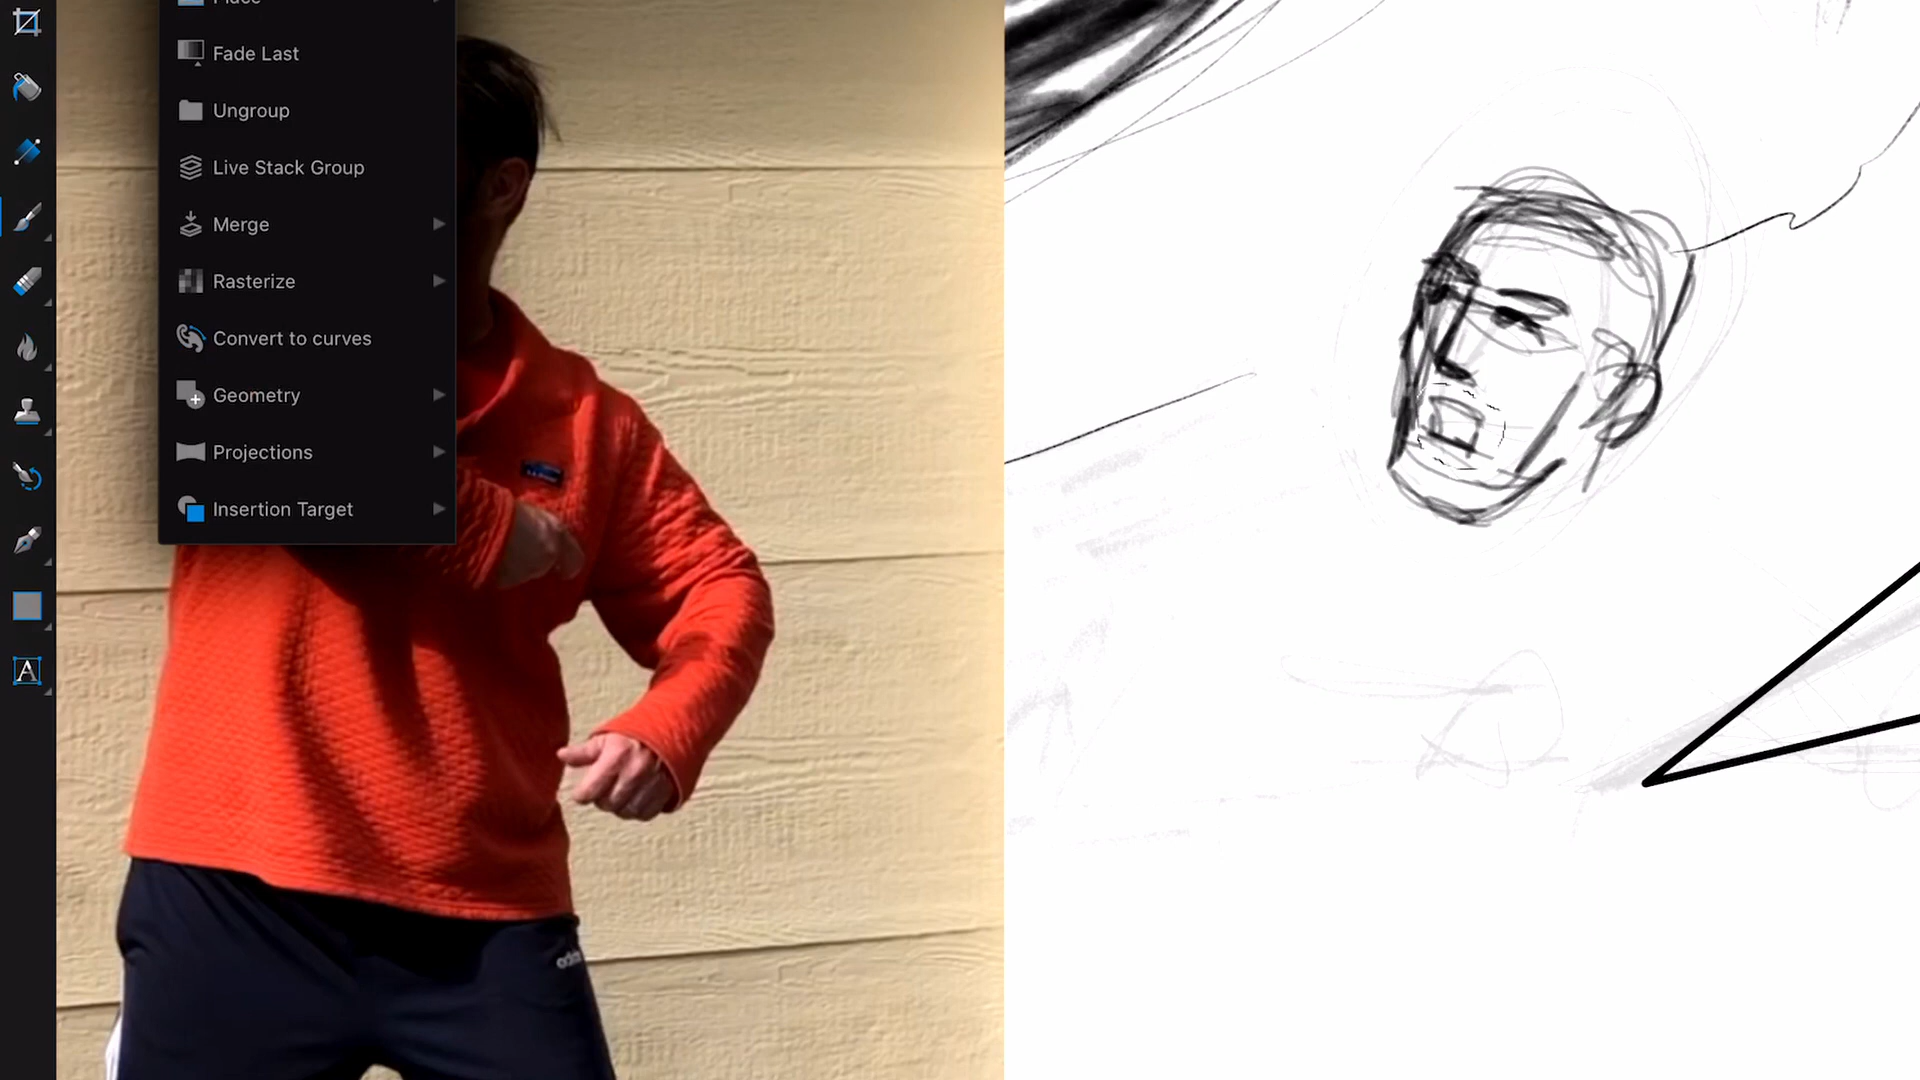 Fade Last
Ungroup
Live Stack Group
Merge
Rasterize
Convert to curves
Geometry
Projections
Insertion Target
A